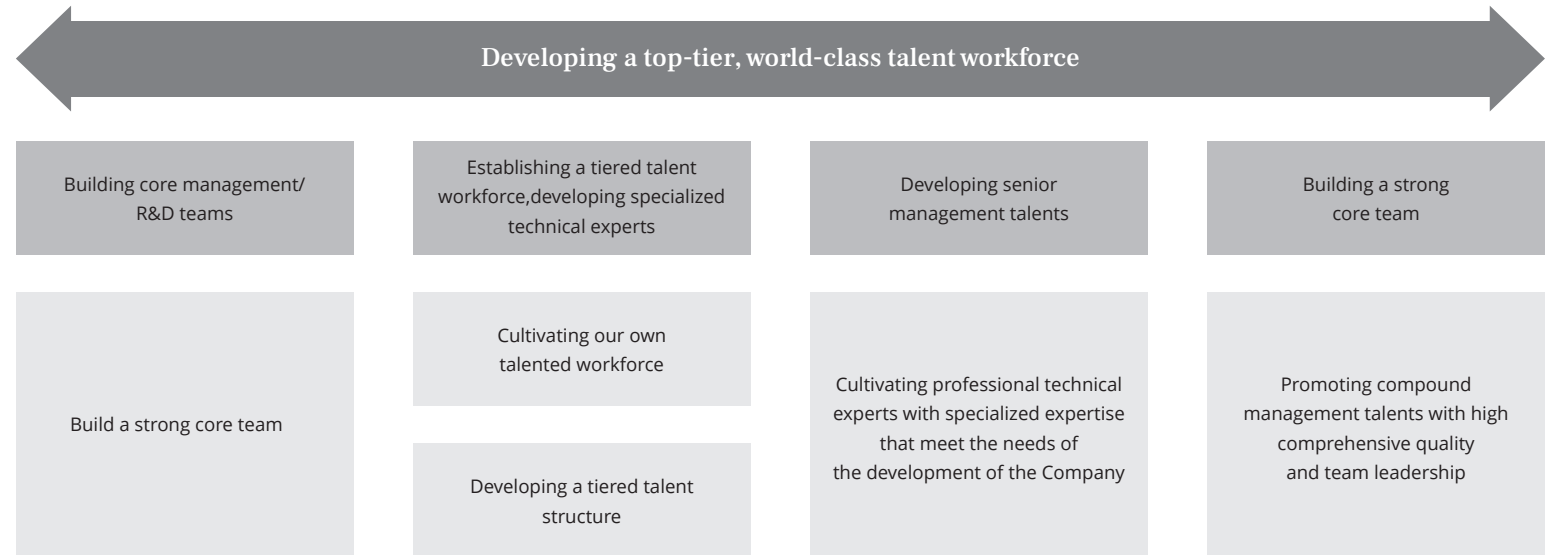 Developing a top-tier, world-class talent workforce
Building core management/
R&D teams
Establishing a tiered talent
workforce,developing specialized
technical experts
Developing senior
management talents
Building a strong
core team
Build a strong core team
Cultivating our own
talented workforce
Developing a tiered talent
structure
Cultivating professional technical
experts with specialized expertise
that meet the needs of
the development of the Company
Promoting compound
management talents with high
comprehensive quality
and team leadership